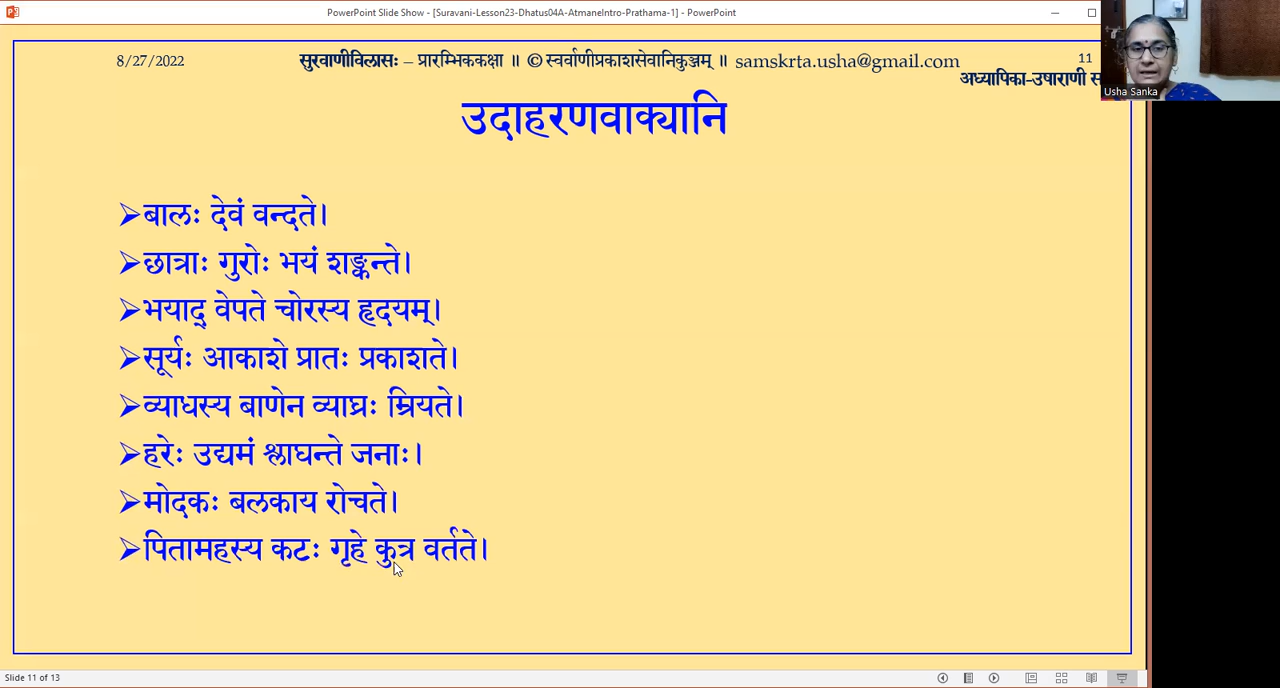 PowerPoint Slide Show - [Suravani-Lesson23-Dhatus04A-AtmaneIntro-Prathama-1] - PowerPoint
8/27/2022 सुरवाणीविलासः – प्रारम्भिककक्षा ॥ © स्वर्वाणीप्रकाशसेवानिकुञ्जम् ॥ samskrta.usha@gmail.com 11
अध्यापिका-उषाराणी स
Usha Sanka
उदाहरणवाक्यानि
➢बालः देवं वन्दते।
➢छात्राः गुरोः भयं शङ्कन्ते।
➢भयाद् वेपते चोरस्य हृदयम्।
➢सूर्यः आकाशे प्रातः प्रकाशते।
➢व्याधस्य बाणेन व्याघ्रः म्रियते।
➢हरेः उद्यमं श्लाघन्ते जनाः।
➢मोदकः बलकाय रोचते।
➢पितामहस्य कटः गृहे कुत्र वर्तते।
Slide 11 of 13